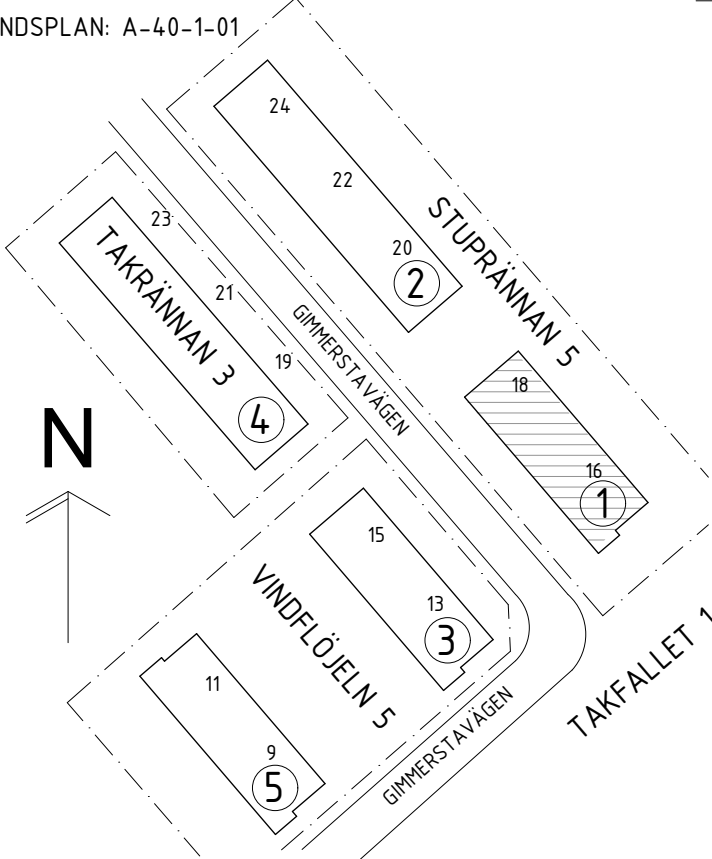 NDSPLAN: A-40-1-01
24
22
20
2
STUPRÄNNAN 5
23
21
19
TAKRÄNNAN 3
4
GIMMERSTAVÄGEN
18
16
1
N
15
13
3
VINDFLÖJELN 5
11
9
5
GIMMERSTAVÄGEN
TAKFALLET 1